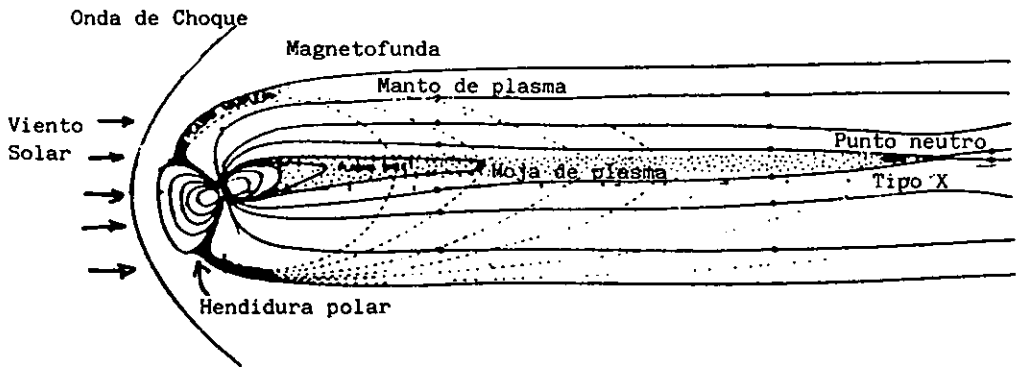 Onda de Choque
Magnetofunda
Manto de plasma
Viento
Solar
Punto neutro
Hoja de plasma
Tipo X
Hendidura polar